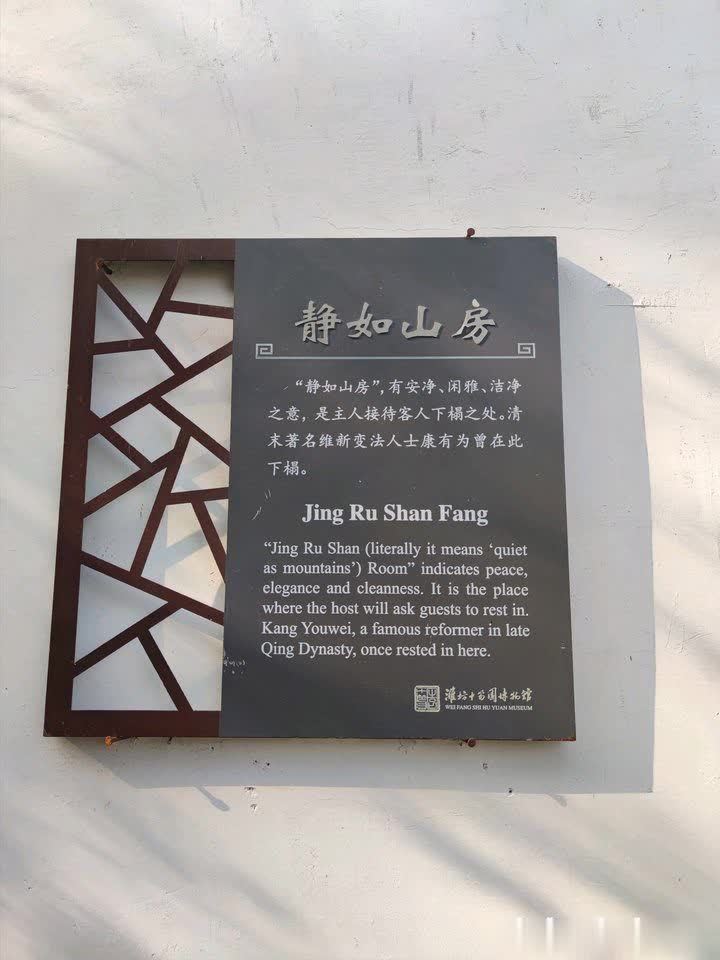 静如山房
“静如山房”，有安净、闲雅、洁净
之意，是主人接待客人下榻之处。清
末著名维新变法人士康有为曾在此
下榻。
Jing Ru Shan Fang
“Jing Ru Shan (literally it means ‘quiet
as mountains’) Room” indicates peace,
elegance and cleanness. It is the place
where the host will ask guests to rest in.
Kang Youwei, a famous reformer in late
Qing Dynasty, once rested in here.
潍坊十笏園博物館
WEI FANG SHI HU YUAN MUSEUM